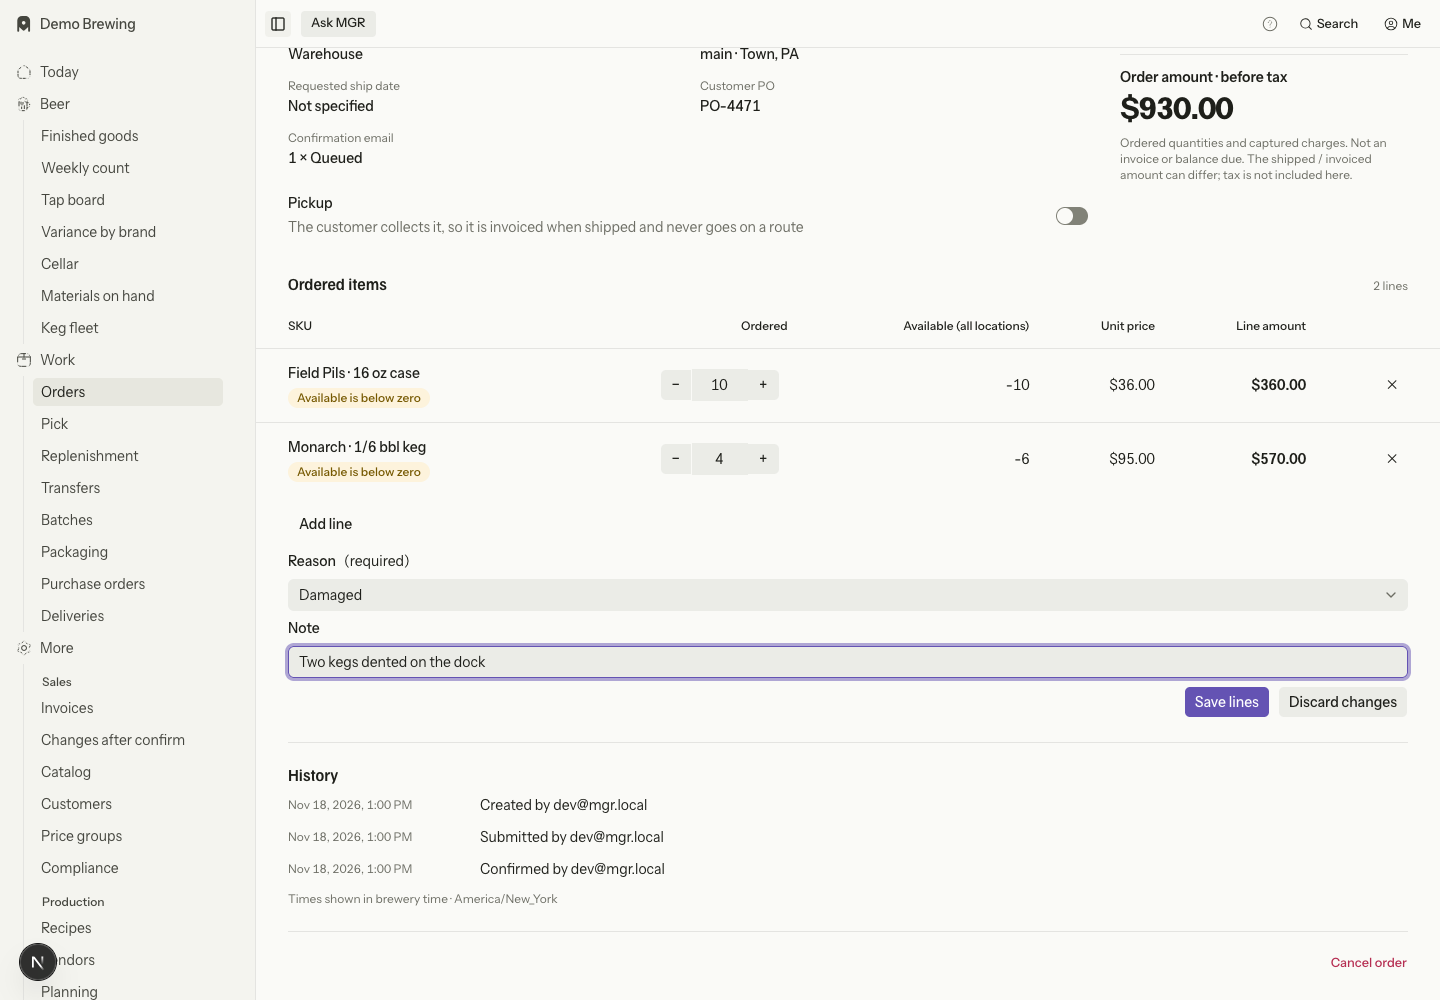 Demo Brewing
Ask MGR
Search
Me
Today
Beer
Finished goods
Weekly count
Tap board
Variance by brand
Cellar
Materials on hand
Keg fleet
Work
Orders
Pick
Replenishment
Transfers
Batches
Packaging
Purchase orders
Deliveries
More
Sales
Invoices
Changes after confirm
Catalog
Customers
Price groups
Compliance
Production
Recipes
ndors
Planning
N
Warehouse
main · Town, PA
Requested ship date
Customer PO
Not specified
PO-4471
Confirmation email
1 × Queued
Order amount · before tax
$930.00
Ordered quantities and captured charges. Not an
invoice or balance due. The shipped / invoiced
amount can differ; tax is not included here.
Pickup
The customer collects it, so it is invoiced when shipped and never goes on a route
Ordered items
2 lines
SKU Ordered Available (all locations) Unit price Line amount
Field Pils · 16 oz case
Available is below zero
− 10 + -10 $36.00 $360.00 ×
Monarch · 1/6 bbl keg
Available is below zero
− 4 + -6 $95.00 $570.00 ×
Add line
Reason (required)
Damaged
Note
Two kegs dented on the dock
Save lines
Discard changes
History
Nov 18, 2026, 1:00 PM Created by dev@mgr.local
Nov 18, 2026, 1:00 PM Submitted by dev@mgr.local
Nov 18, 2026, 1:00 PM Confirmed by dev@mgr.local
Times shown in brewery time · America/New_York
Cancel order